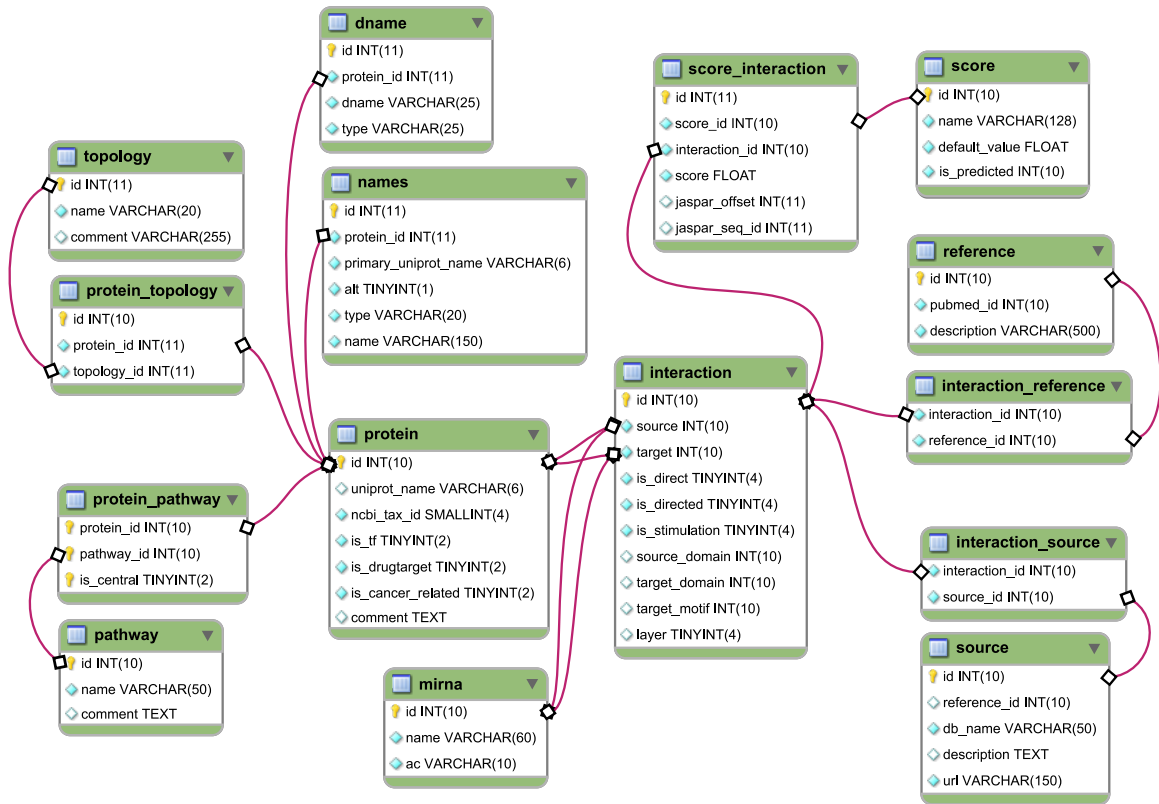 dname
id INT(11)
protein_id INT(11)
dname VARCHAR(25)
type VARCHAR(25)
score_interaction
id INT(11)
score_id INT(10)
interaction_id INT(10)
score FLOAT
jaspar_offset INT(11)
jaspar_seq_id INT(11)
score
id INT(10)
name VARCHAR(128)
default_value FLOAT
is_predicted INT(10)
topology
id INT(11)
name VARCHAR(20)
comment VARCHAR(255)
names
id INT(11)
protein_id INT(11)
primary_uniprot_name VARCHAR(6)
alt TINYINT(1)
type VARCHAR(20)
name VARCHAR(150)
reference
id INT(10)
pubmed_id INT(10)
description VARCHAR(500)
protein_topology
id INT(10)
protein_id INT(11)
topology_id INT(11)
interaction
id INT(10)
source INT(10)
target INT(10)
is_direct TINYINT(4)
is_directed TINYINT(4)
is_stimulation TINYINT(4)
source_domain INT(10)
target_domain INT(10)
target_motif INT(10)
layer TINYINT(4)
interaction_reference
interaction_id INT(10)
reference_id INT(10)
protein
id INT(10)
uniprot_name VARCHAR(6)
ncbi_tax_id SMALLINT(4)
is_tf TINYINT(2)
is_drugtarget TINYINT(2)
is_cancer_related TINYINT(2)
comment TEXT
protein_pathway
protein_id INT(10)
pathway_id INT(10)
is_central TINYINT(2)
interaction_source
interaction_id INT(10)
source_id INT(10)
pathway
id INT(10)
name VARCHAR(50)
comment TEXT
source
id INT(10)
reference_id INT(10)
db_name VARCHAR(50)
description TEXT
url VARCHAR(150)
mirna
id INT(10)
name VARCHAR(60)
ac VARCHAR(10)